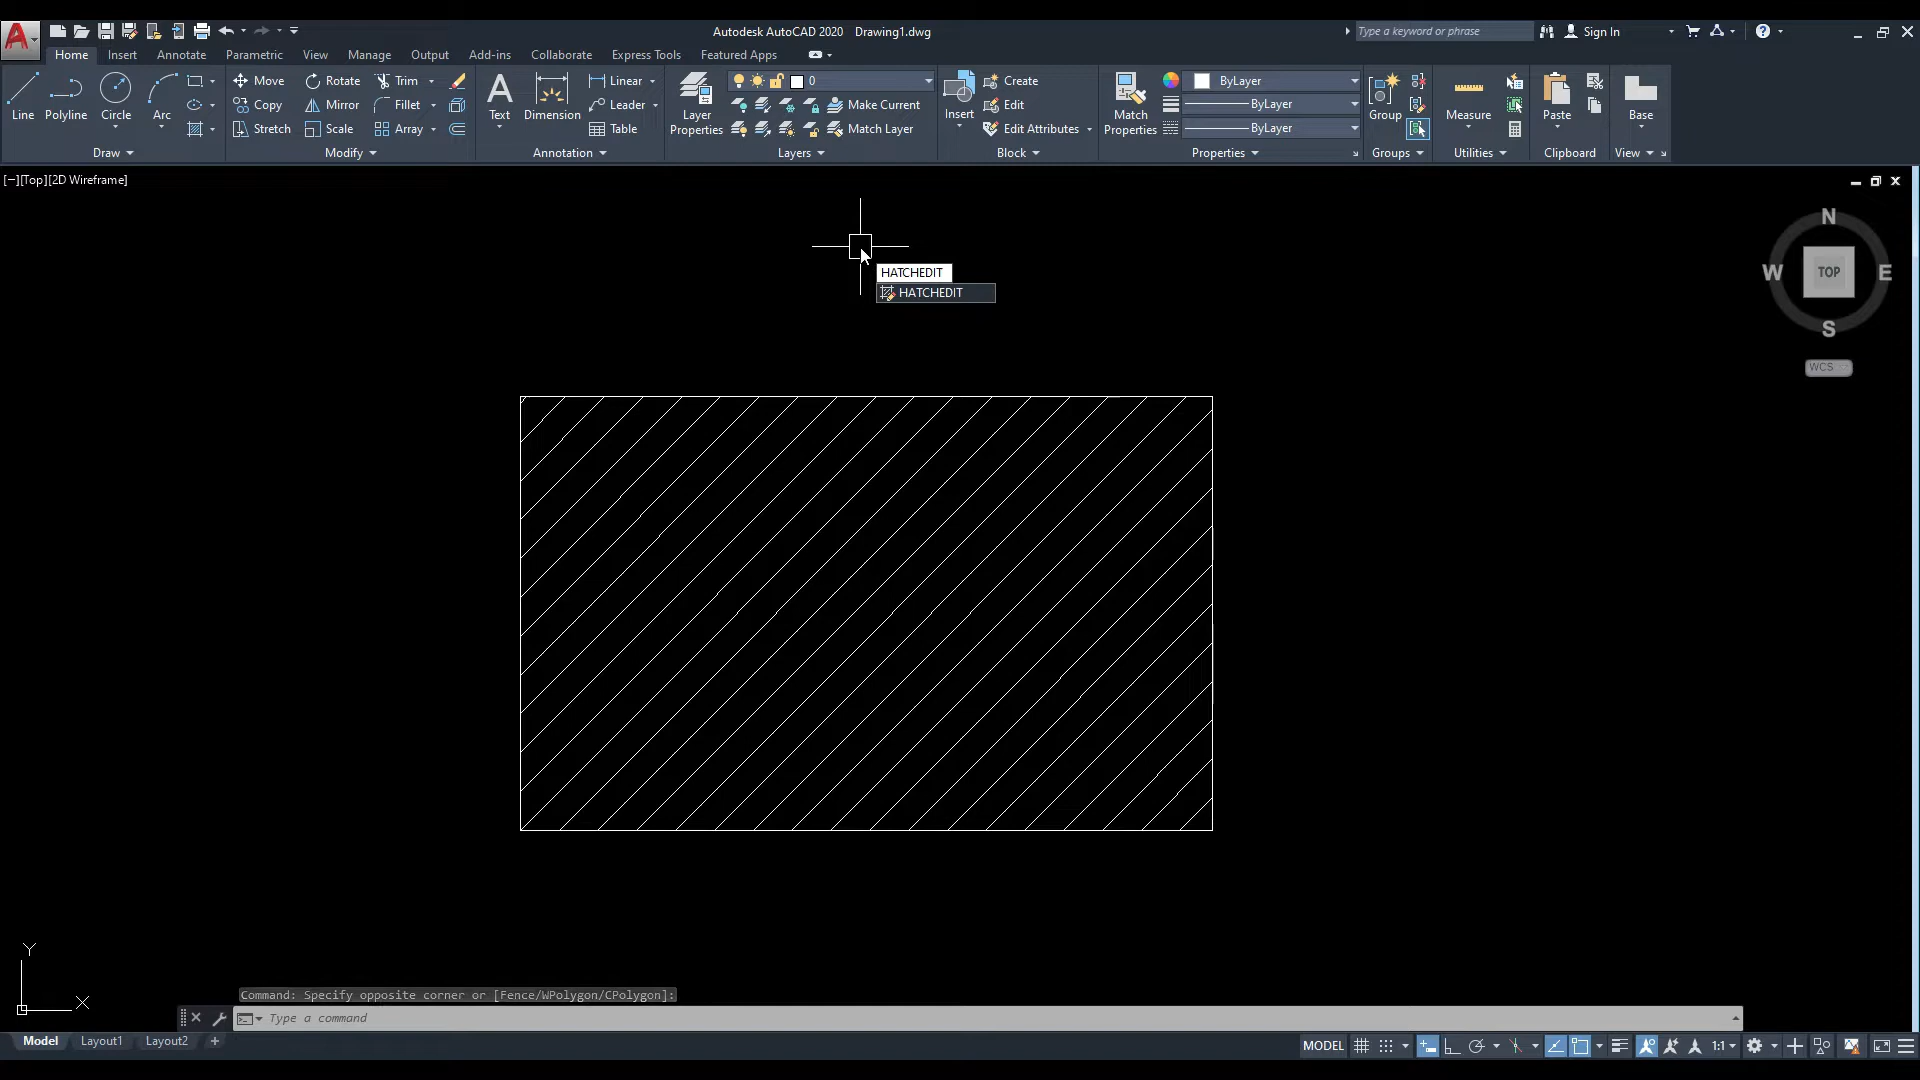 Autodesk AutoCAD 2020 Drawing1.dwg
Type a keyword or phrase
Sign In
Home Insert Annotate Parametric View Manage Output Add-ins Collaborate Express Tools Featured Apps
Line Polyline Circle Arc
Draw
Move Rotate Trim
Copy Mirror Fillet
Stretch Scale Array
Modify
Text Dimension
Linear
Leader
Table
Annotation
Layer Properties
0
Make Current
Match Layer
Layers
Insert
Create
Edit
Edit Attributes
Block
Match Properties
ByLayer
ByLayer
ByLayer
Properties
Group
Groups
Measure
Utilities
Paste
Clipboard
Base
View
[−][Top][2D Wireframe]
N
W TOP E
S
WCS
HATCHEDIT
HATCHEDIT
Y
X
Command: Specify opposite corner or [Fence/WPolygon/CPolygon]:
Type a command
Model Layout1 Layout2 +
MODEL
1:1